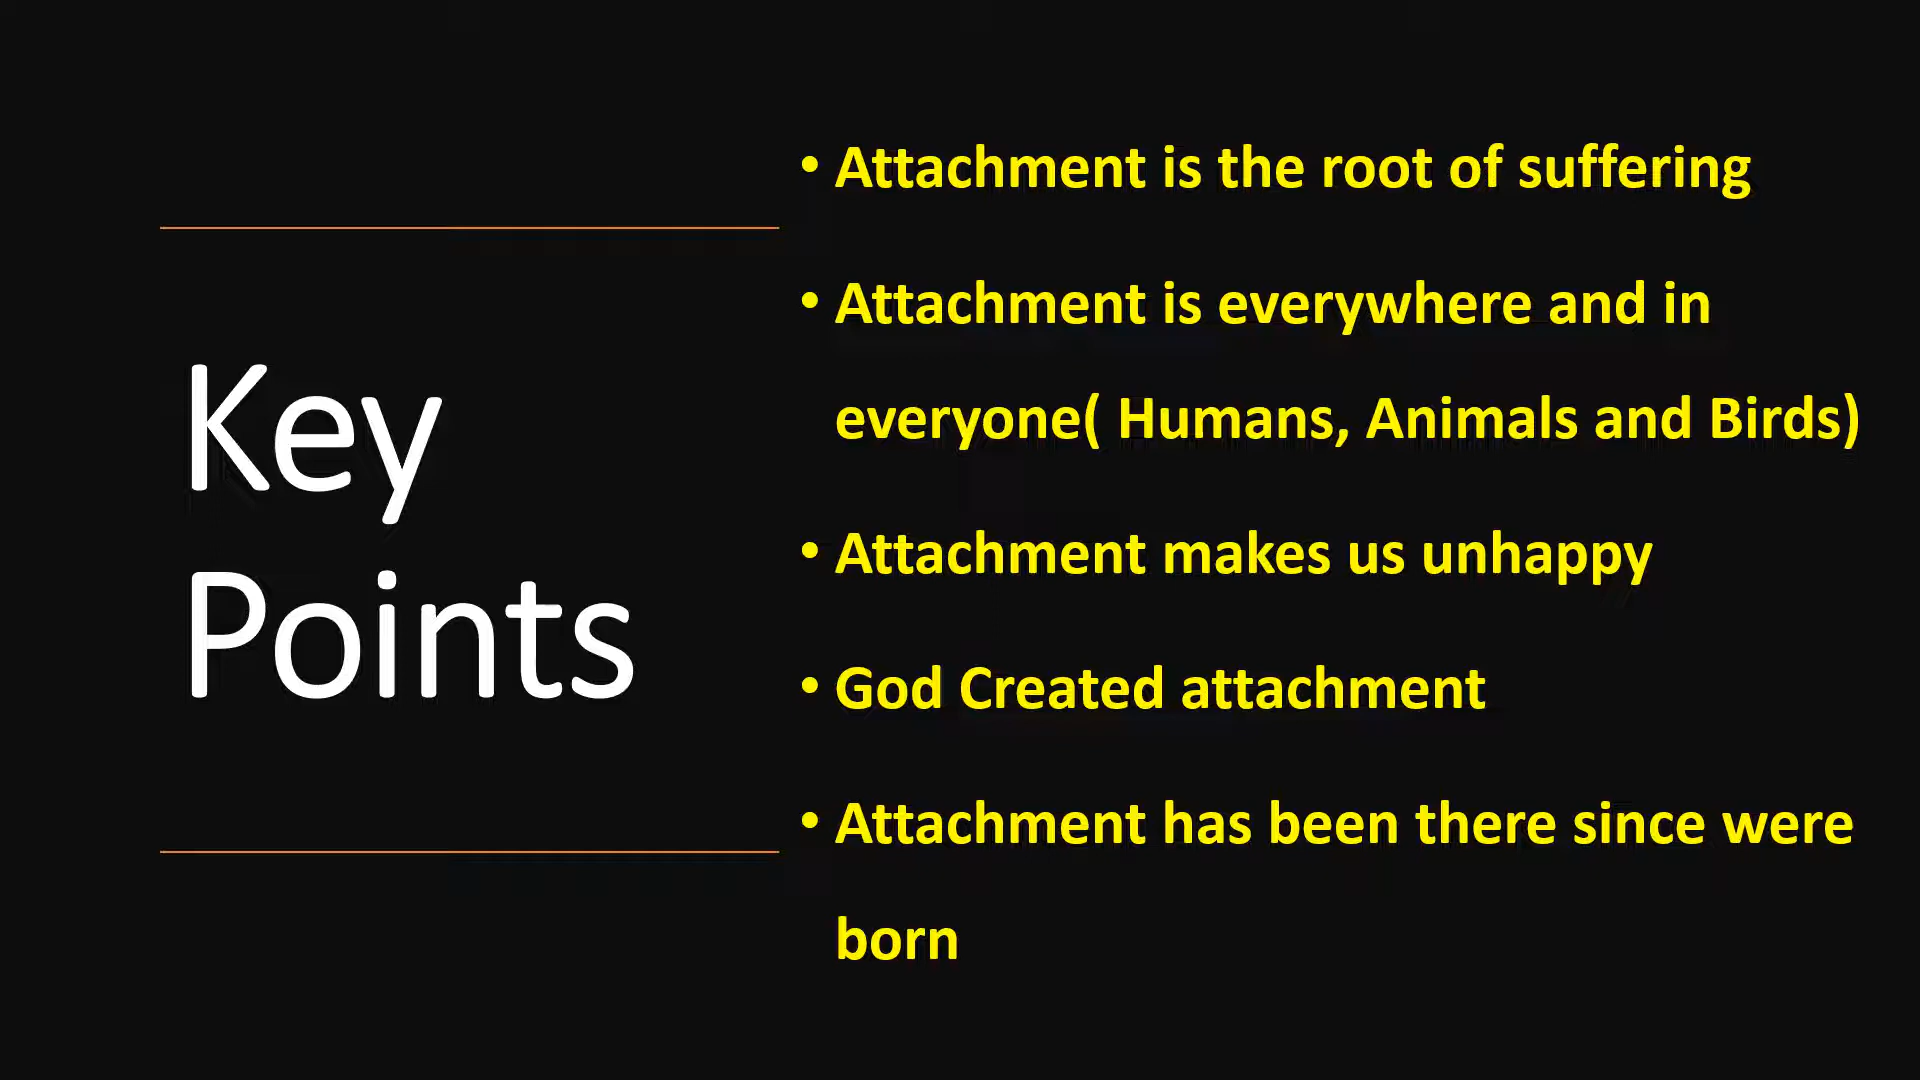 Key
Points
• Attachment is the root of suffering
• Attachment is everywhere and in
everyone( Humans, Animals and Birds)
• Attachment makes us unhappy
• God Created attachment
• Attachment has been there since were
born